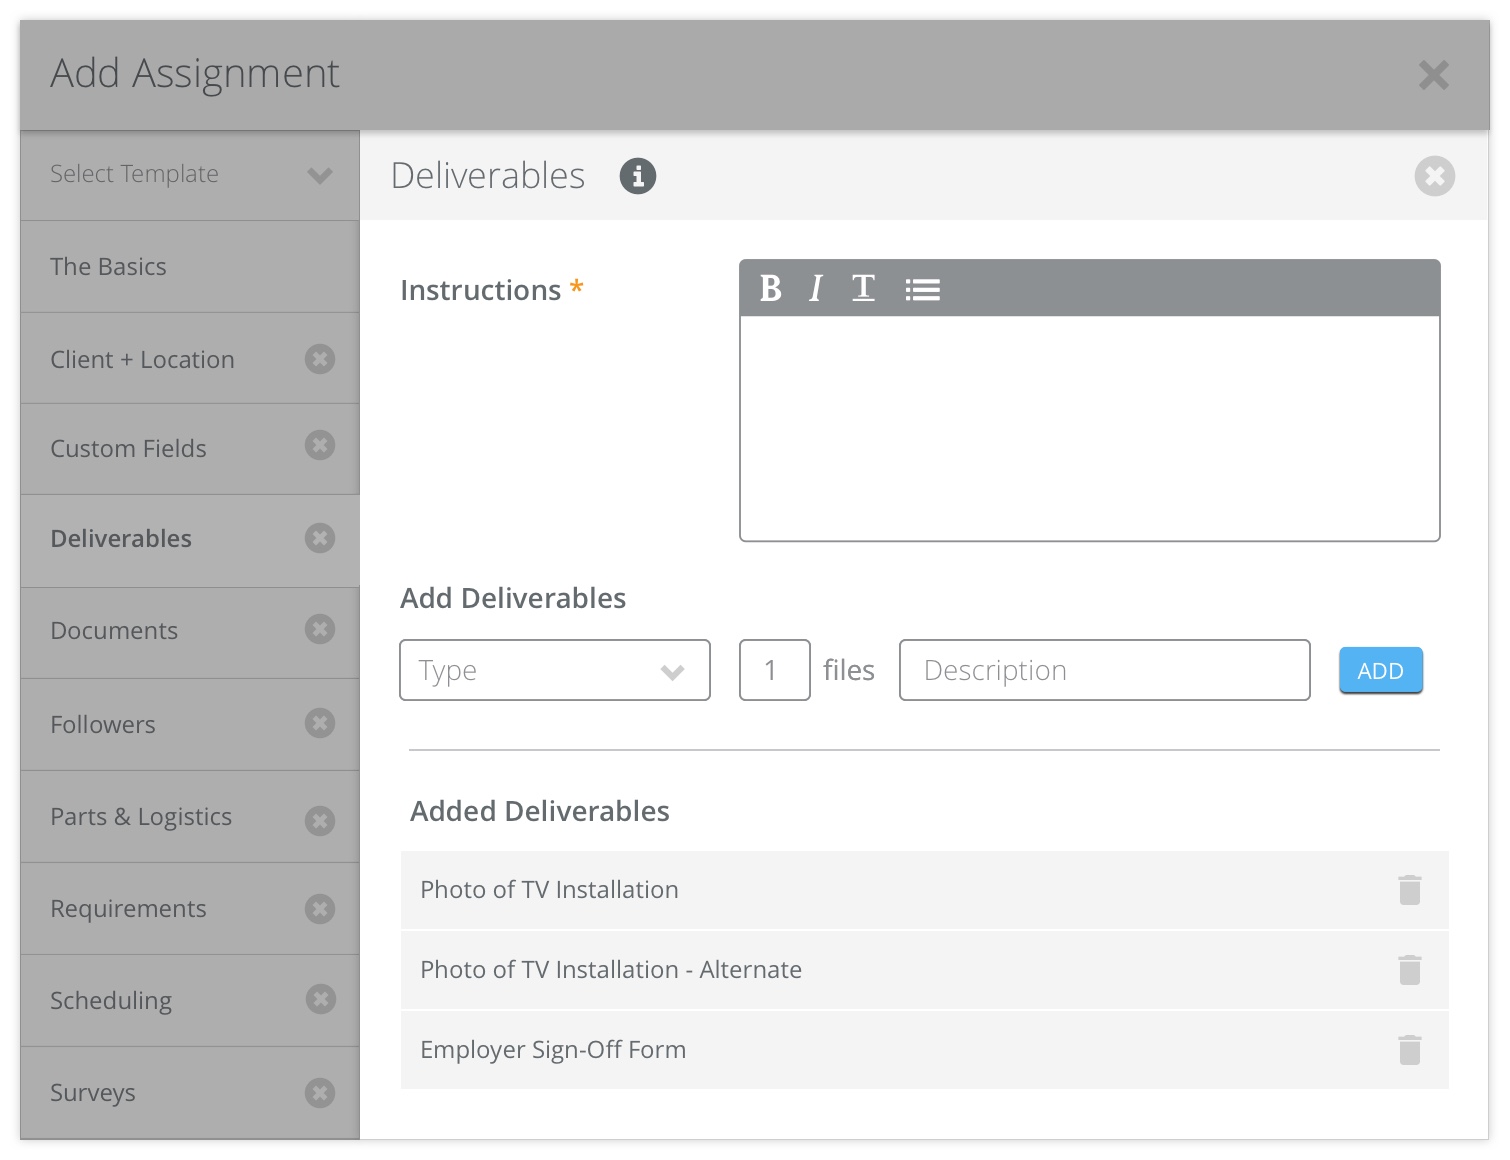 Add Assignment
Select Template
The Basics
Client + Location
Custom Fields
Deliverables
Documents
Followers
Parts & Logistics
Requirements
Scheduling
Surveys
Deliverables
Instructions *
B I T
Add Deliverables
Type 1 files Description ADD
Added Deliverables
Photo of TV Installation
Photo of TV Installation - Alternate
Employer Sign-Off Form